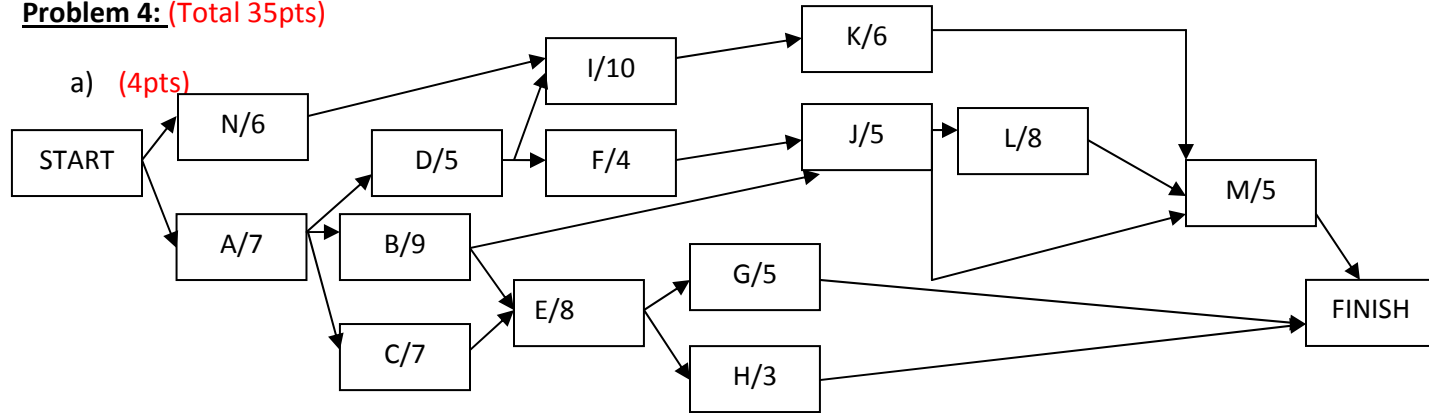 Problem 4: (Total 35pts)
a) (4pts)
START
N/6
A/7
D/5
B/9
C/7
I/10
F/4
E/8
K/6
J/5
G/5
H/3
L/8
M/5
FINISH